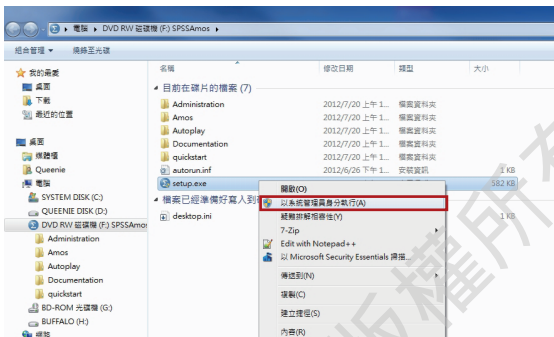 電腦 ▸ DVD RW 磁碟機 (F:) SPSSAmos ▸
組合管理 ▼ 燒錄至光碟
名稱 修改日期 類型 大小
我的最愛
桌面
下載
最近的位置
桌面
媒體櫃
Queenie
電腦
SYSTEM DISK (C:)
QUEENIE DISK (D:)
DVD RW 磁碟機 (F:) SPSSAmos
Administration
Amos
Autoplay
Documentation
quickstart
BD-ROM 光碟機 (G:)
BUFFALO (H:)
網路
目前在碟片的檔案 (7)
Administration 2012/7/20 上午 1... 檔案資料夾
Amos 2012/7/20 上午 1... 檔案資料夾
Autoplay 2012/7/20 上午 1... 檔案資料夾
Documentation 2012/7/20 上午 1... 檔案資料夾
quickstart 2012/7/20 上午 1... 檔案資料夾
autorun.inf 2012/6/26 下午 1... 安裝資訊 1 KB
setup.exe 582 KB
檔案已經準備好寫入到
desktop.ini 1 KB
開啟(O)
以系統管理員身分執行(A)
疑難排解相容性(Y)
7-Zip
Edit with Notepad++
以 Microsoft Security Essentials 掃描...
傳送到(N)
複製(C)
建立捷徑(S)
內容(R)
版權所有